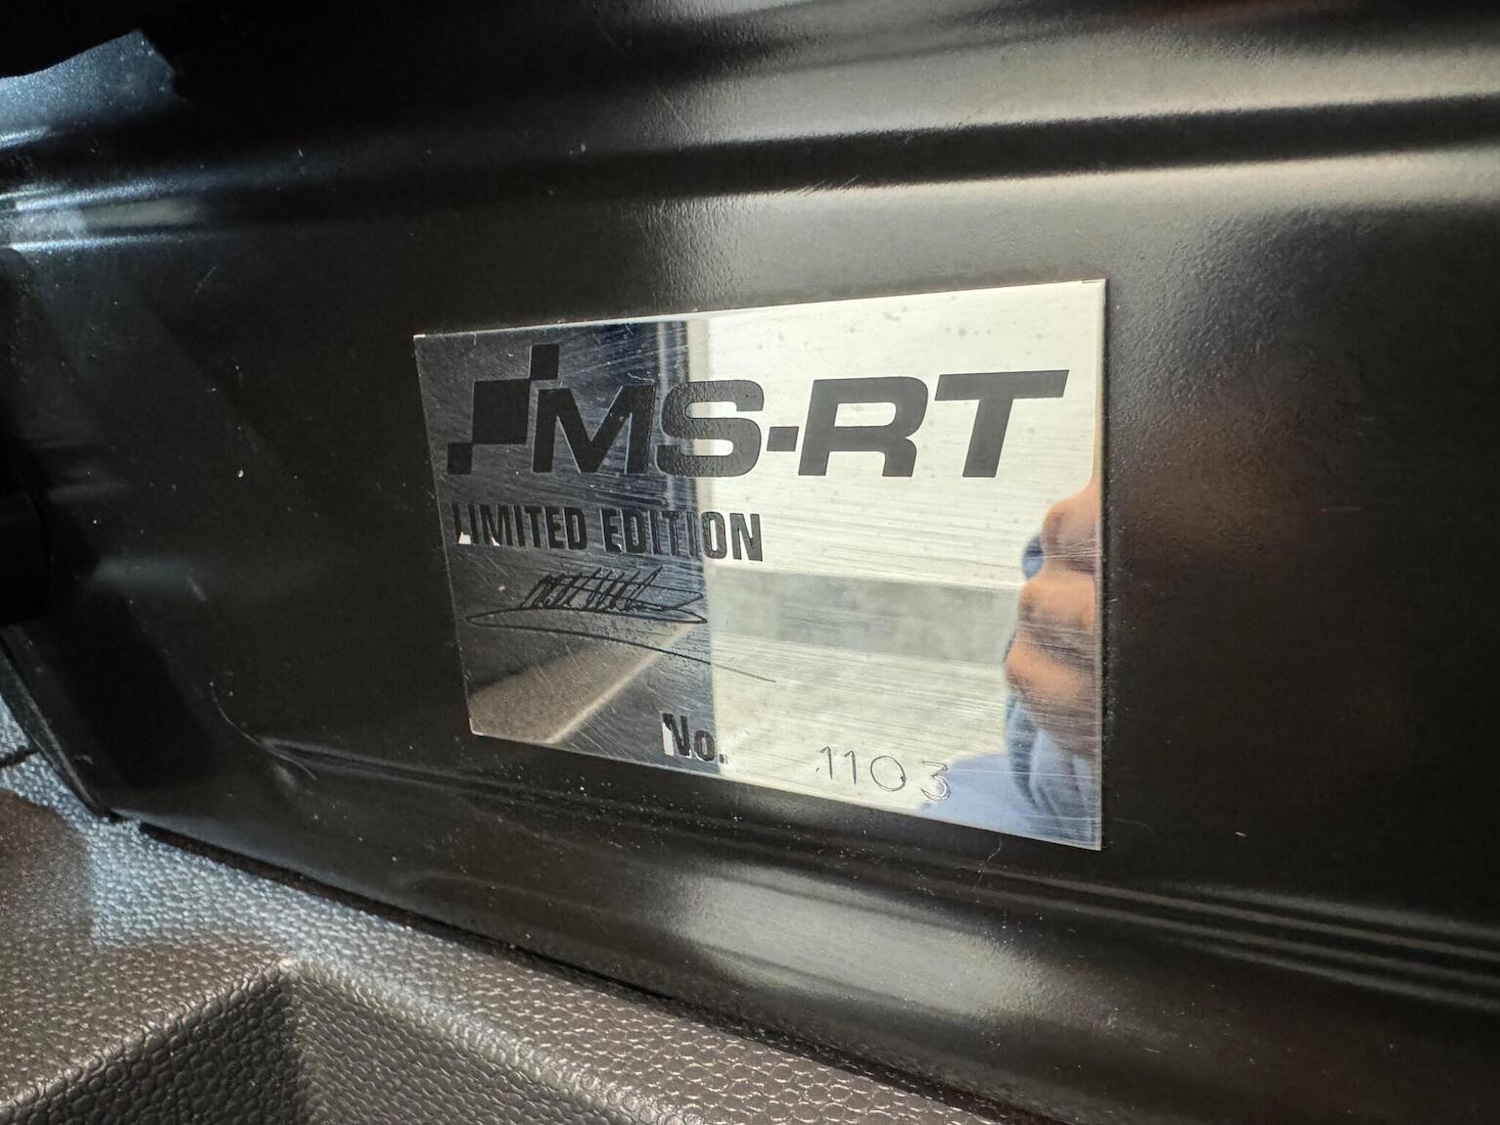 MS-RT
LIMITED EDITION
No. 1103